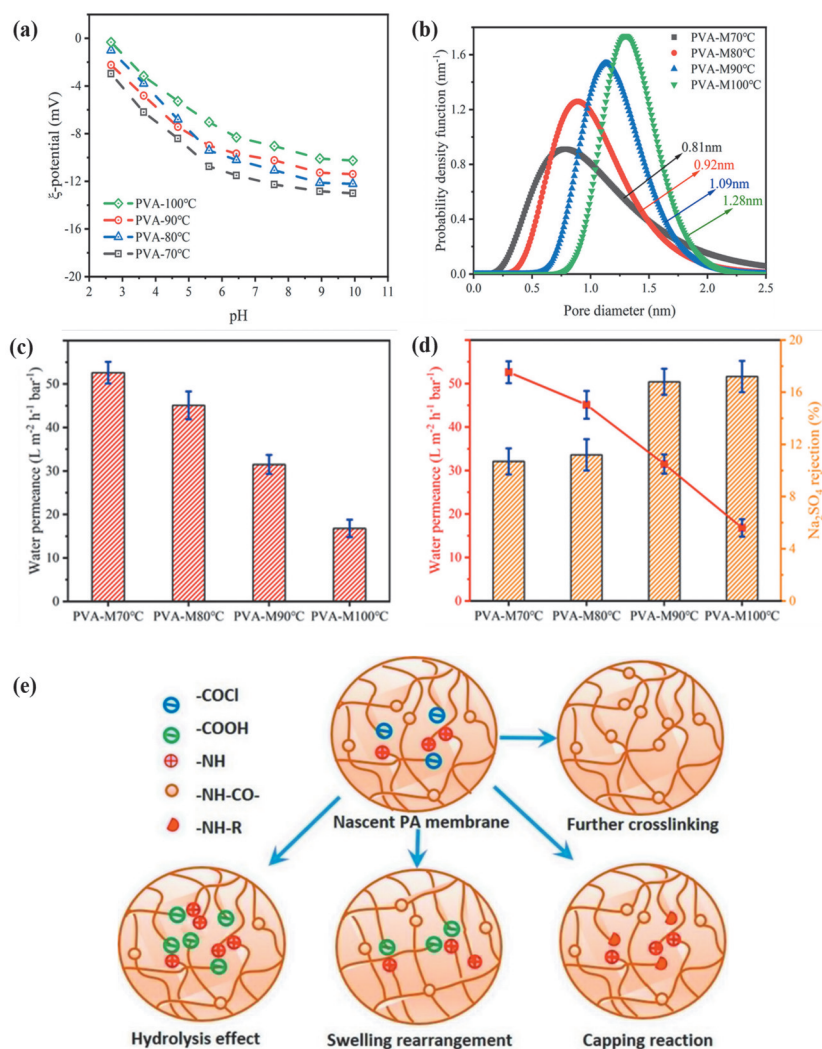 (a)
0
-4
-8
-12
-16
-20
ξ-potential (mV)
PVA-100℃
PVA-90℃
PVA-80℃
PVA-70℃
2 3 4 5 6 7 8 9 10 11
pH
(b)
1.6
1.2
0.8
0.4
0.0
Probability density function (nm⁻¹)
PVA-M70℃
PVA-M80℃
PVA-M90℃
PVA-M100℃
0.81nm
0.92nm
1.09nm
1.28nm
0.0 0.5 1.0 1.5 2.0 2.5
Pore diameter (nm)
(c)
50
40
30
20
10
0
Water permeance (L m⁻² h⁻¹ bar⁻¹)
PVA-M70℃ PVA-M80℃ PVA-M90℃ PVA-M100℃
(d)
50
40
30
20
10
0
Water permeance (L m⁻² h⁻¹ bar⁻¹)
20
16
12
8
4
0
Na₂SO₄ rejection (%)
PVA-M70℃ PVA-M80℃ PVA-M90℃ PVA-M100℃
(e)
-COCl
-COOH
-NH
-NH-CO-
-NH-R
Nascent PA membrane
Further crosslinking
Hydrolysis effect
Swelling rearrangement
Capping reaction